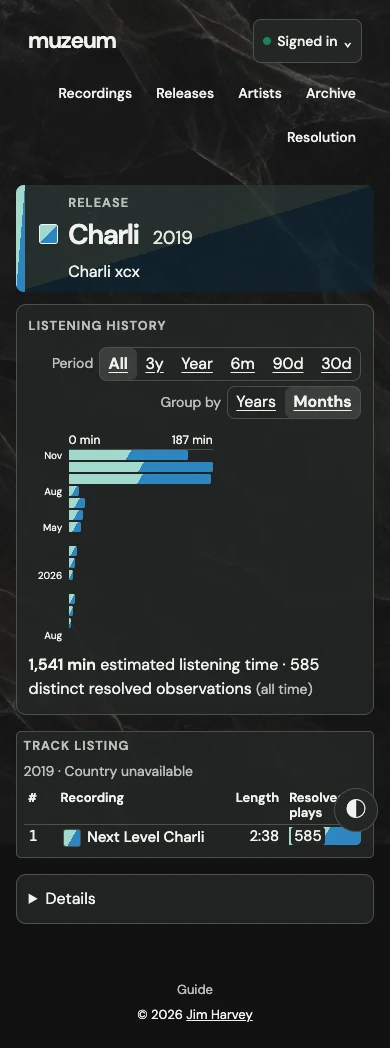 muzeum
Signed in
Recordings Releases Artists Archive
Resolution
RELEASE
Charli 2019
Charli xcx
LISTENING HISTORY
Period All 3y Year 6m 90d 30d
Group by Years Months
0 min 187 min
Nov
Aug
May
2026
Aug
1,541 min estimated listening time · 585
distinct resolved observations (all time)
TRACK LISTING
2019 · Country unavailable
# Recording Length Resolve
plays
1 Next Level Charli 2:38 585
Details
Guide
© 2026 Jim Harvey